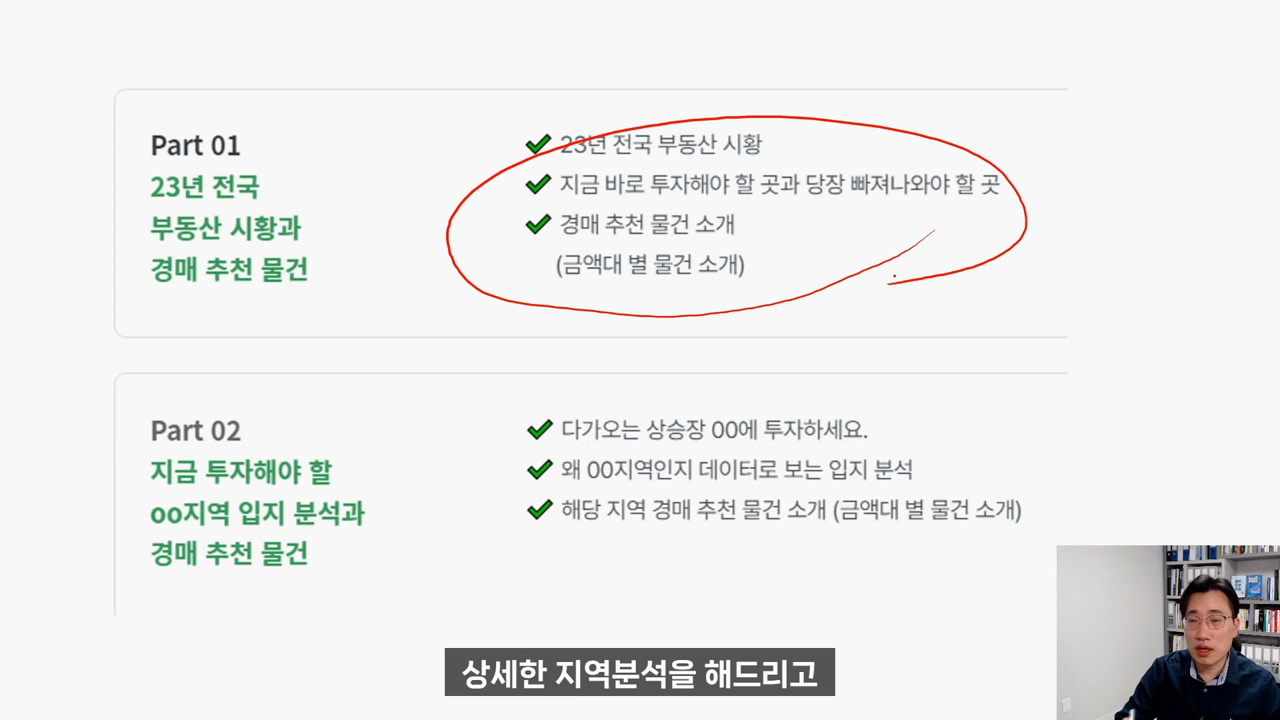 Part 01
23년 전국
부동산 시황과
경매 추천 물건
23년 전국 부동산 시황
지금 바로 투자해야 할 곳과 당장 빠져나와야 할 곳
경매 추천 물건 소개
(금액대 별 물건 소개)
Part 02
지금 투자해야 할
oo지역 입지 분석과
경매 추천 물건
다가오는 상승장 00에 투자하세요.
왜 00지역인지 데이터로 보는 입지 분석
해당 지역 경매 추천 물건 소개 (금액대 별 물건 소개)
상세한 지역분석을 해드리고